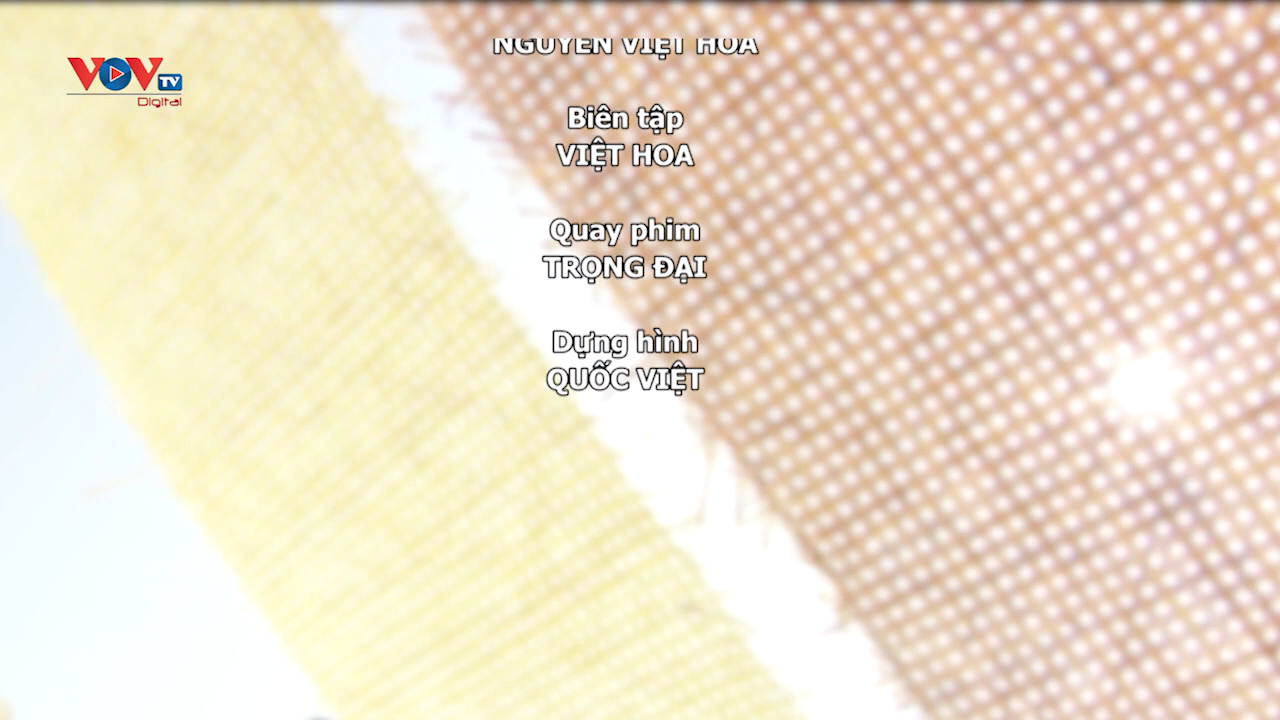 NGUYỄN VIỆT HOA
VOV TV
Digital
Biên tập
VIỆT HOA
Quay phim
TRỌNG ĐẠI
Dựng hình
QUỐC VIỆT